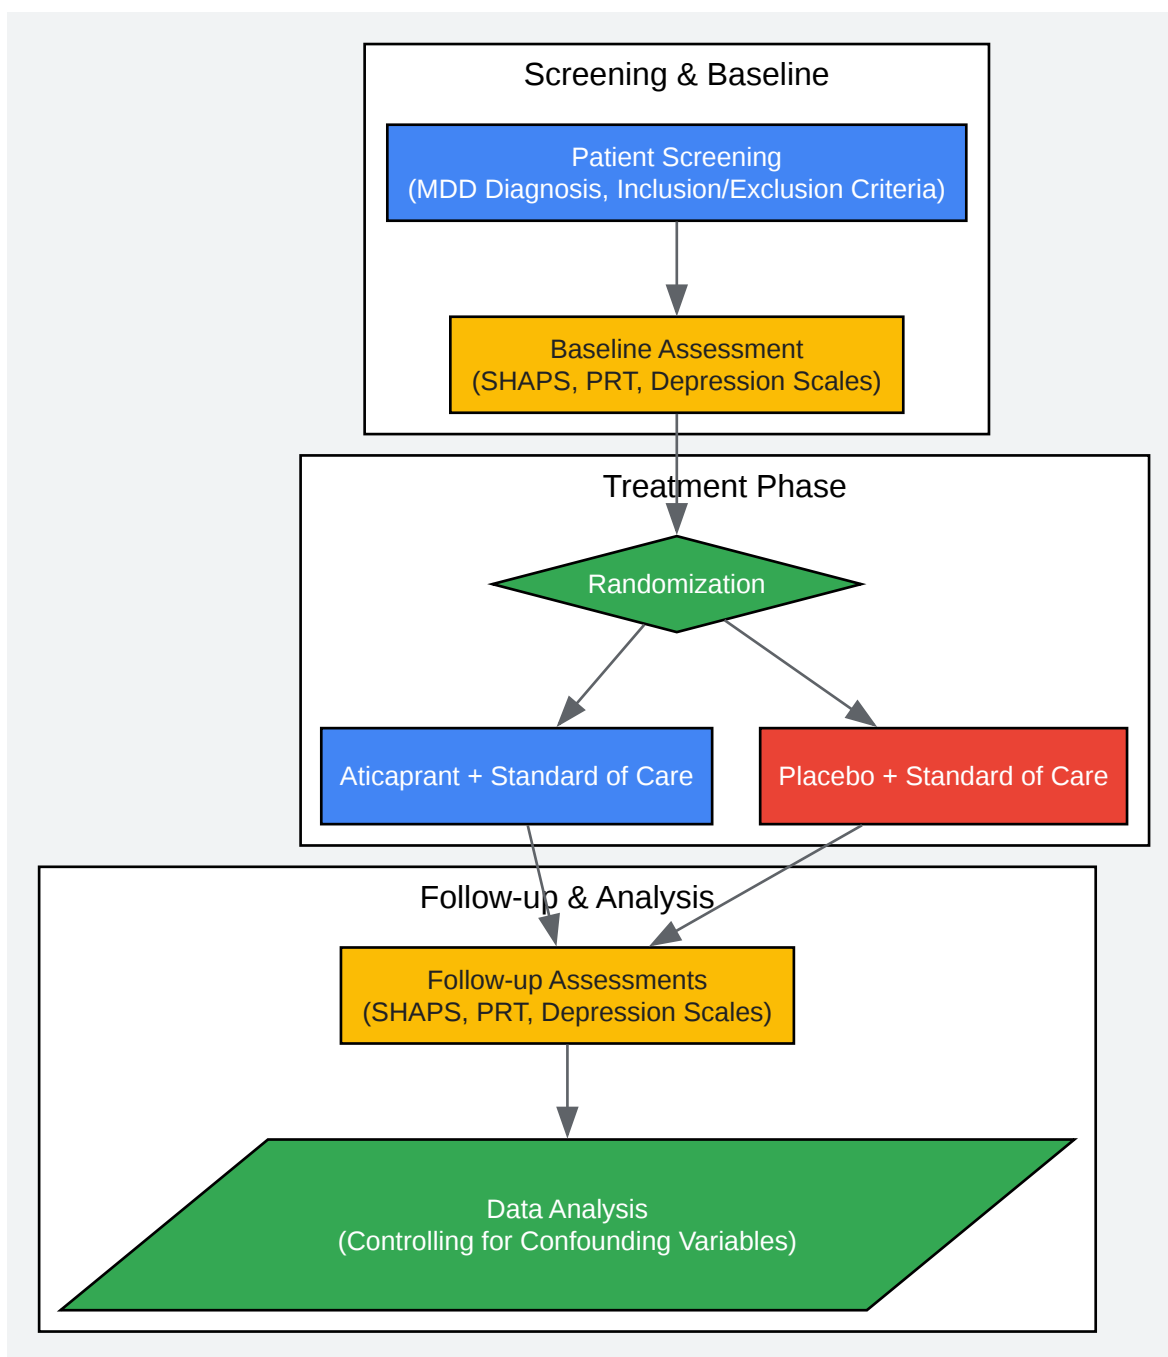 Screening & Baseline
Patient Screening
(MDD Diagnosis, Inclusion/Exclusion Criteria)
Baseline Assessment
(SHAPS, PRT, Depression Scales)
Treatment Phase
Randomization
Aticaprant + Standard of Care
Placebo + Standard of Care
Follow-up & Analysis
Follow-up Assessments
(SHAPS, PRT, Depression Scales)
Data Analysis
(Controlling for Confounding Variables)